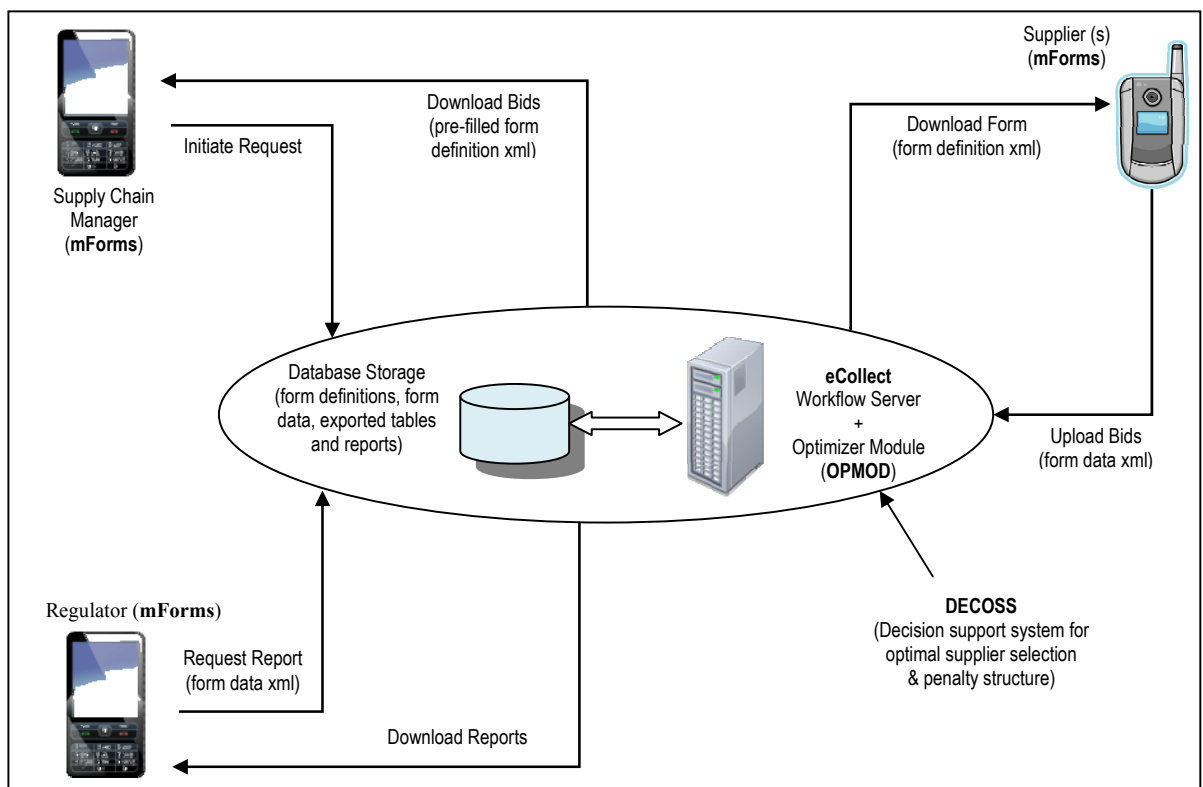 Supplier (s)
(mForms)
Download Bids
(pre-filled form
definition xml)
Initiate Request
Download Form
(form definition xml)
Supply Chain
Manager
(mForms)
Database Storage
(form definitions, form
data, exported tables
and reports)
eCollect
Workflow Server
+
Optimizer Module
(OPMOD)
Upload Bids
(form data xml)
Regulator (mForms)
Request Report
(form data xml)
DECOSS
(Decision support system for
optimal supplier selection
& penalty structure)
Download Reports